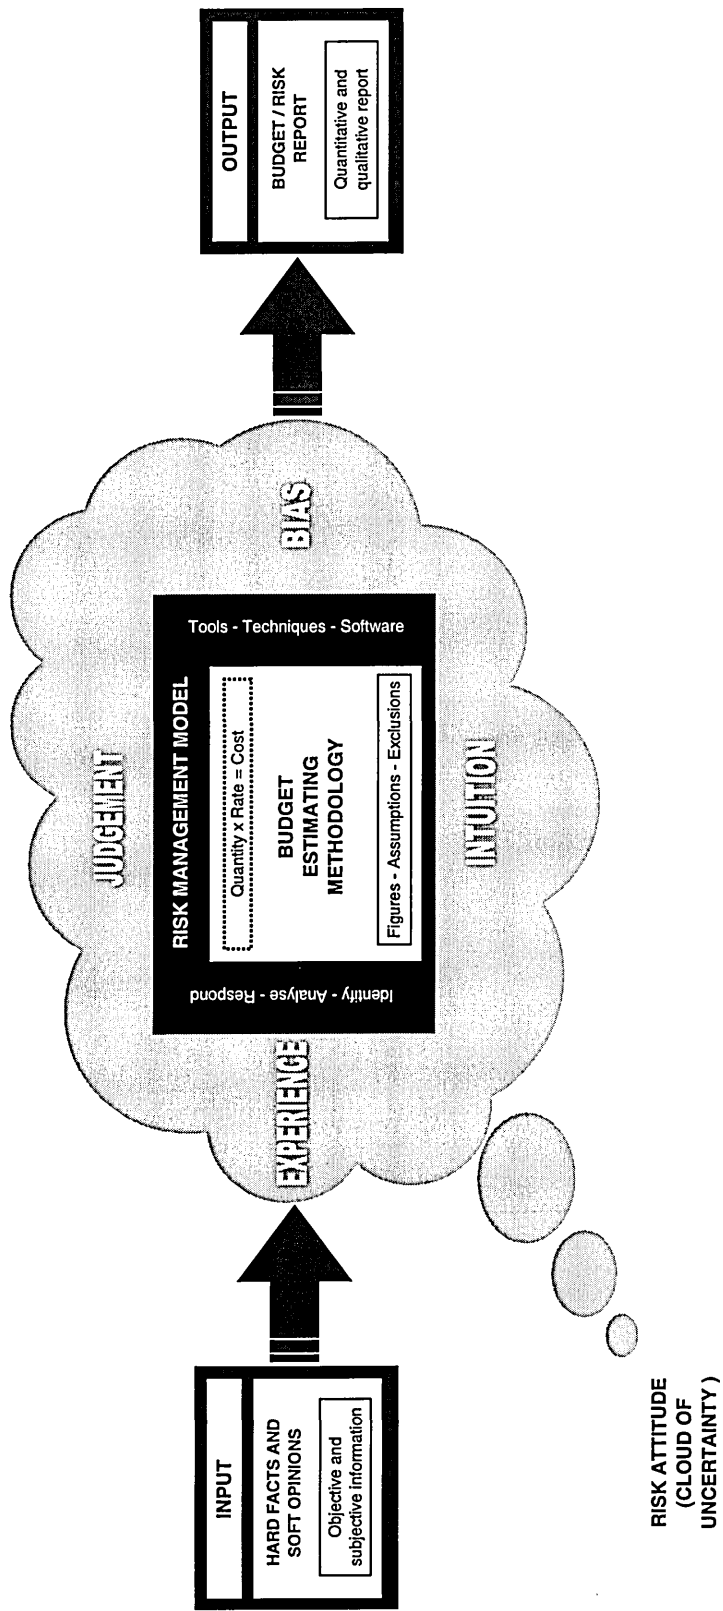 INPUT
HARD FACTS AND
SOFT OPINIONS
Objective and
subjective information
EXPERIENCE
JUDGEMENT
RISK MANAGEMENT MODEL
Identify - Analyse - Respond
Quantity x Rate = Cost
BUDGET
ESTIMATING
METHODOLOGY
Figures - Assumptions - Exclusions
Tools - Techniques - Software
INTUITION
BIAS
OUTPUT
BUDGET / RISK
REPORT
Quantitative and
qualitative report
RISK ATTITUDE
(CLOUD OF
UNCERTAINTY )